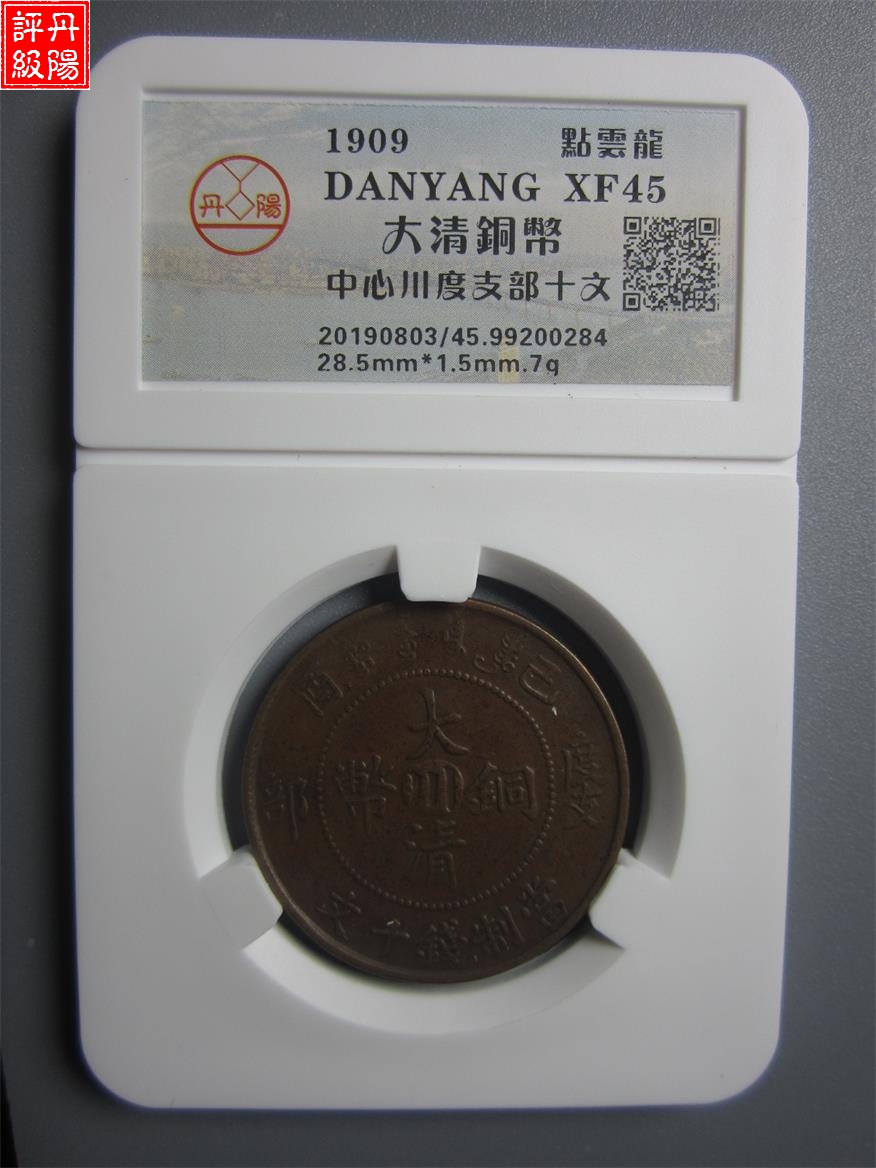 丹陽
評級
1909 點雲龍
DANYANG XF45
丹陽
大清銅幣
中心川度支部十文
20190803/45.99200284
28.5mm*1.5mm.7g
己酉
度支部
大清銅幣
川
當制錢十文